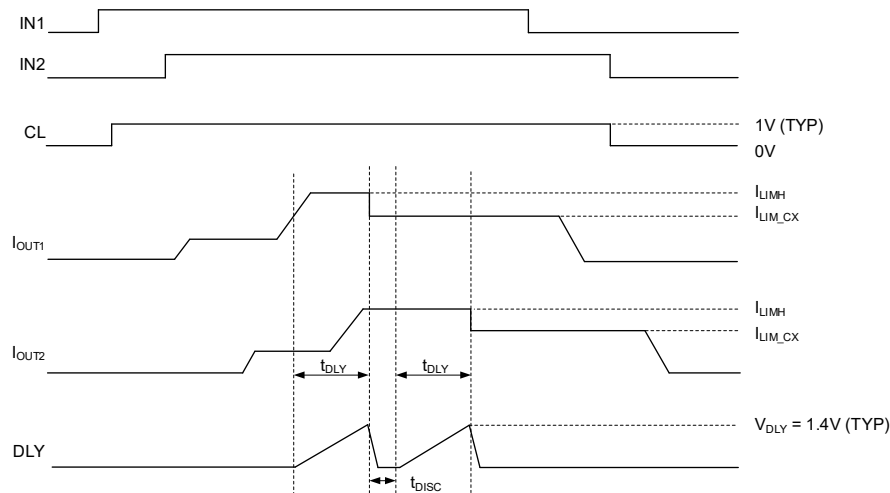 IN1
IN2
CL
1V (TYP)
0V
I_LIMH
I_LIM_CX
I_OUT1
I_LIMH
I_LIM_CX
I_OUT2
t_DLY
t_DLY
DLY
V_DLY = 1.4V (TYP)
t_DISC